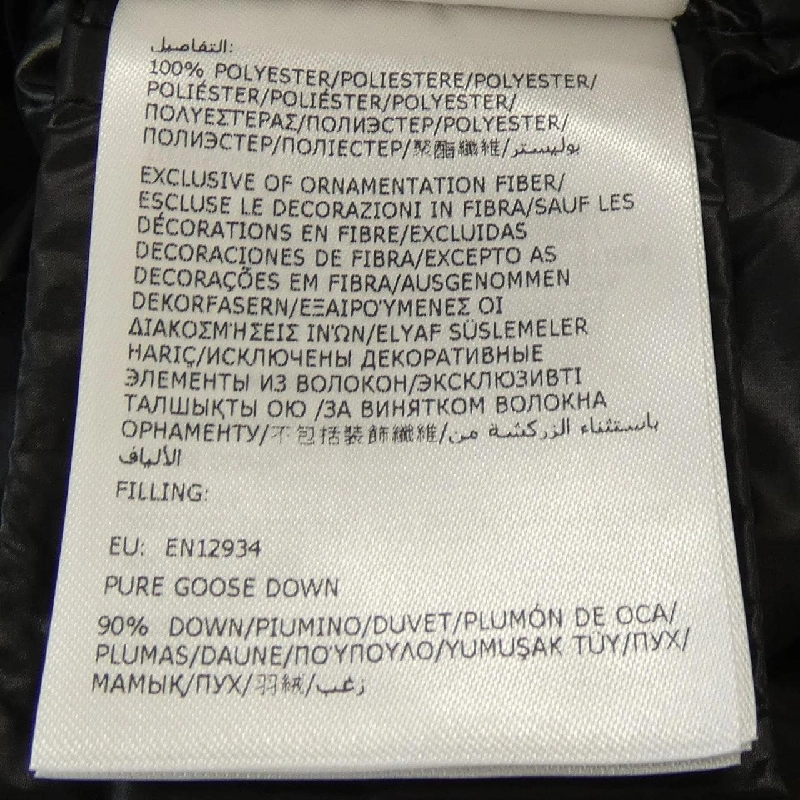 التفاصيل:
100% POLYESTER/POLIESTERE/POLYESTER/
POLIÉSTER/POLIÉSTER/POLYESTER/
ΠΟΛΥΕΣΤΕΡΑΣ/ПОЛИЭСТЕР/POLYESTER/
ПОЛИЭСТЕР/ПОЛІЕСТЕР/聚酯纖維/بوليستر
EXCLUSIVE OF ORNAMENTATION FIBER/
ESCLUSE LE DECORAZIONI IN FIBRA/SAUF LES
DÉCORATIONS EN FIBRE/EXCLUIDAS
DECORACIONES DE FIBRA/EXCEPTO AS
DECORAÇÕES EM FIBRA/AUSGENOMMEN
DEKORFASERN/ΕΞΑΙΡΟΎΜΕΝΕΣ ΟΙ
ΔΙΑΚΟΣΜΉΣΕΙΣ ΙΝΏΝ/ELYAF SÜSLEMELER
HARIÇ/ИСКЛЮЧЕНЫ ДЕКОРАТИВНЫЕ
ЭЛЕМЕНТЫ ИЗ ВОЛОКОН/ЭКСКЛЮЗИВТІ
ТАЛШЫҚТЫ ОЮ /ЗА ВИНЯТКОМ ВОЛОКНА
ОРНАМЕНТУ/不包括裝飾纖維/باستثناء الزركشة من
الألياف
FILLING:
EU: EN12934
PURE GOOSE DOWN
90% DOWN/PIUMINO/DUVET/PLUMÓN DE OCA/
PLUMAS/DAUNE/ΠΟΎΠΟΥΛΟ/YUMUŞAK TÜY/ПУХ/
МАМЫҚ/ПУХ/羽絨/زغب